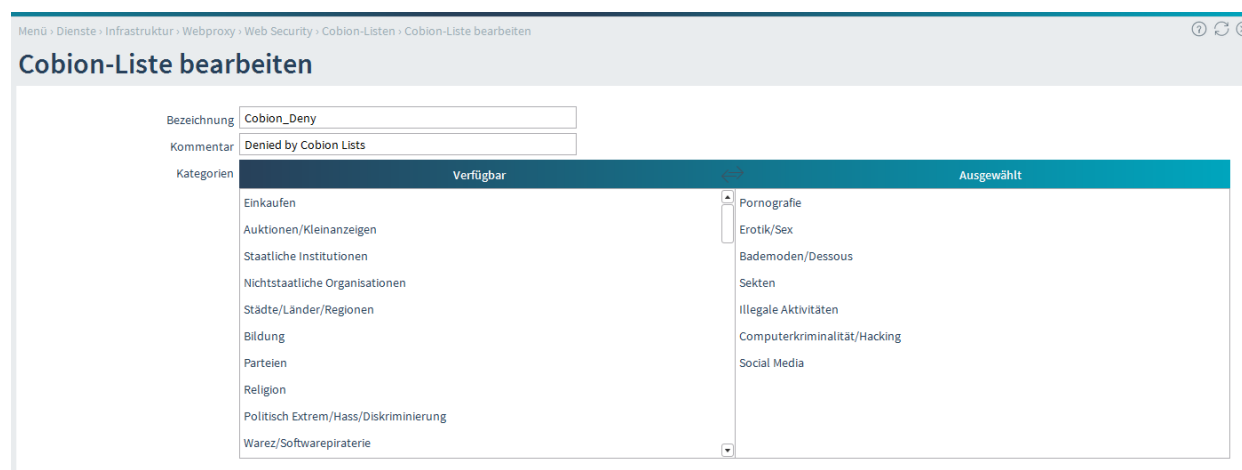 Menü › Dienste › Infrastruktur › Webproxy › Web Security › Cobion-Listen › Cobion-Liste bearbeiten
Cobion-Liste bearbeiten
Bezeichnung Cobion_Deny
Kommentar Denied by Cobion Lists
Kategorien Verfügbar Ausgewählt
Einkaufen Pornografie
Auktionen/Kleinanzeigen Erotik/Sex
Staatliche Institutionen Bademoden/Dessous
Nichtstaatliche Organisationen Sekten
Städte/Länder/Regionen Illegale Aktivitäten
Bildung Computerkriminalität/Hacking
Parteien Social Media
Religion
Politisch Extrem/Hass/Diskriminierung
Warez/Softwarepiraterie